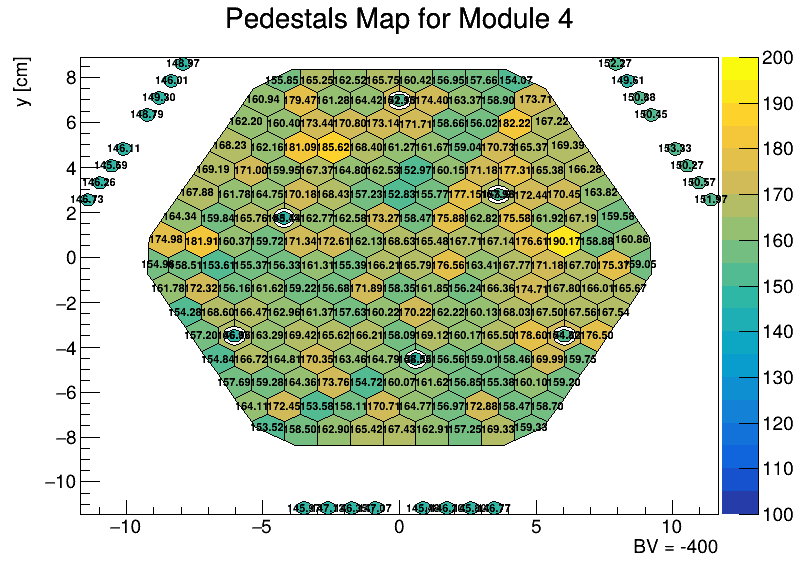 Pedestals Map for Module 4
y [cm]
148.97 152.27
146.01 149.61
149.30 150.88
148.79 150.45
146.11 153.33
145.69 150.27
146.26 150.57
146.73 151.97
155.85 165.25 162.52 165.75 160.42 156.95 157.66 154.07
160.94 179.47 161.28 164.42 174.40 163.37 158.90 173.71
162.20 160.40 173.44 170.80 173.14 171.71 158.66 156.02 182.22 167.22
168.23 162.16 181.09 185.62 168.40 161.27 161.67 159.04 170.73 165.37 169.39
169.19 171.00 159.95 167.37 164.80 152.53 152.97 160.15 171.18 177.31 165.38 166.28
167.88 161.78 164.75 170.18 168.43 157.23 152.83 155.77 177.15 172.44 170.45 163.82
164.34 159.84 165.76 162.77 162.58 173.27 158.47 175.88 162.24 175.58 161.92 167.19 159.58
174.98 181.91 160.37 159.72 171.34 172.61 162.13 168.63 165.48 167.71 167.14 176.61 190.17 158.88 160.86
158.51 153.61 155.37 156.33 161.31 155.39 166.21 165.79 176.56 163.41 167.77 171.18 167.70 175.37 159.05
161.78 172.32 156.16 161.62 159.22 156.68 171.89 158.35 161.85 156.24 166.36 174.71 167.80 166.01 165.67
154.28 168.60 166.47 162.96 161.37 157.63 160.22 170.22 162.22 160.13 168.03 167.50 167.56 167.54
157.20 163.29 169.42 165.62 166.21 158.09 162.12 160.17 165.50 178.60 176.50
154.84 166.72 164.81 170.35 163.46 164.79 156.56 159.01 158.46 169.99 159.75
157.69 159.28 164.36 173.76 154.72 160.07 161.62 156.85 155.38 160.10 159.20
164.11 172.45 153.58 158.11 170.71 164.77 156.97 172.88 158.47 158.70
153.52 158.50 162.90 165.42 167.43 162.91 157.25 169.33 159.33
8
6
4
2
0
−2
−4
−6
−8
−10
−10 −5 0 5 10
200
190
180
170
160
150
140
130
120
110
100
BV = -400